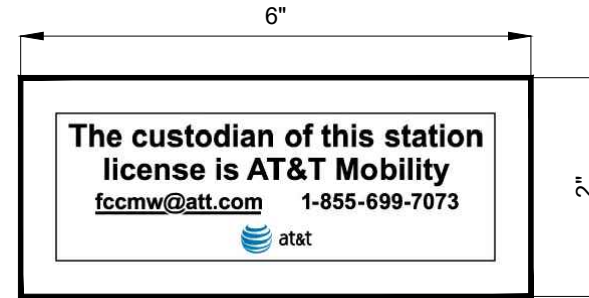 6"
The custodian of this station
license is AT&T Mobility
fccmw@att.com 1-855-699-7073
at&t
2"